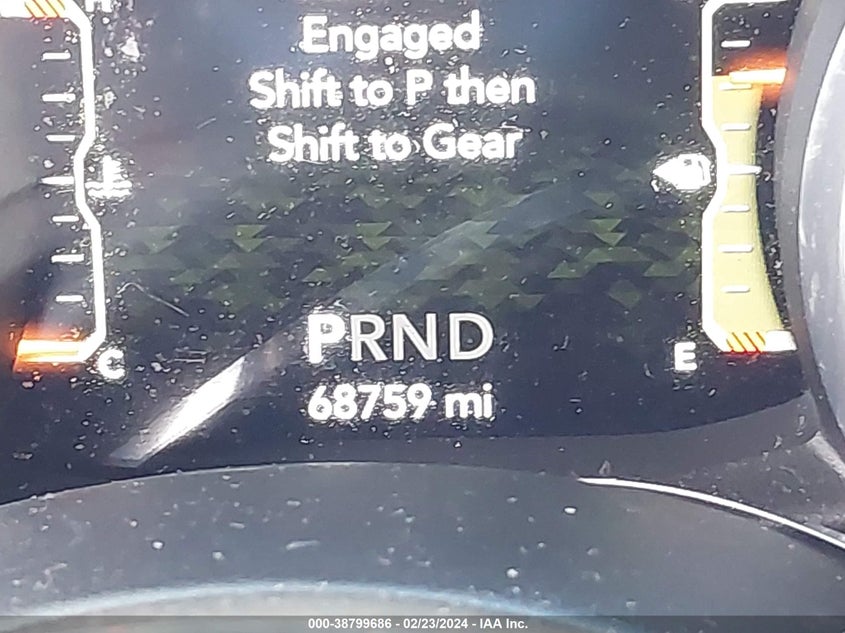 H
Engaged
Shift to P then
Shift to Gear
PRND
C
E
68759 mi
000-38799686 - 02/23/2024 - IAA Inc.